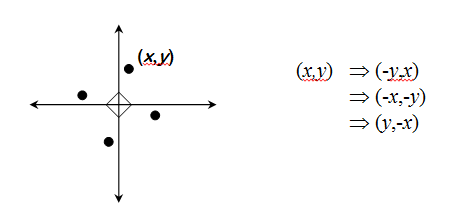 (x,y)
(x,y) ⇒ (-y,x)
⇒ (-x,-y)
⇒ (y,-x)